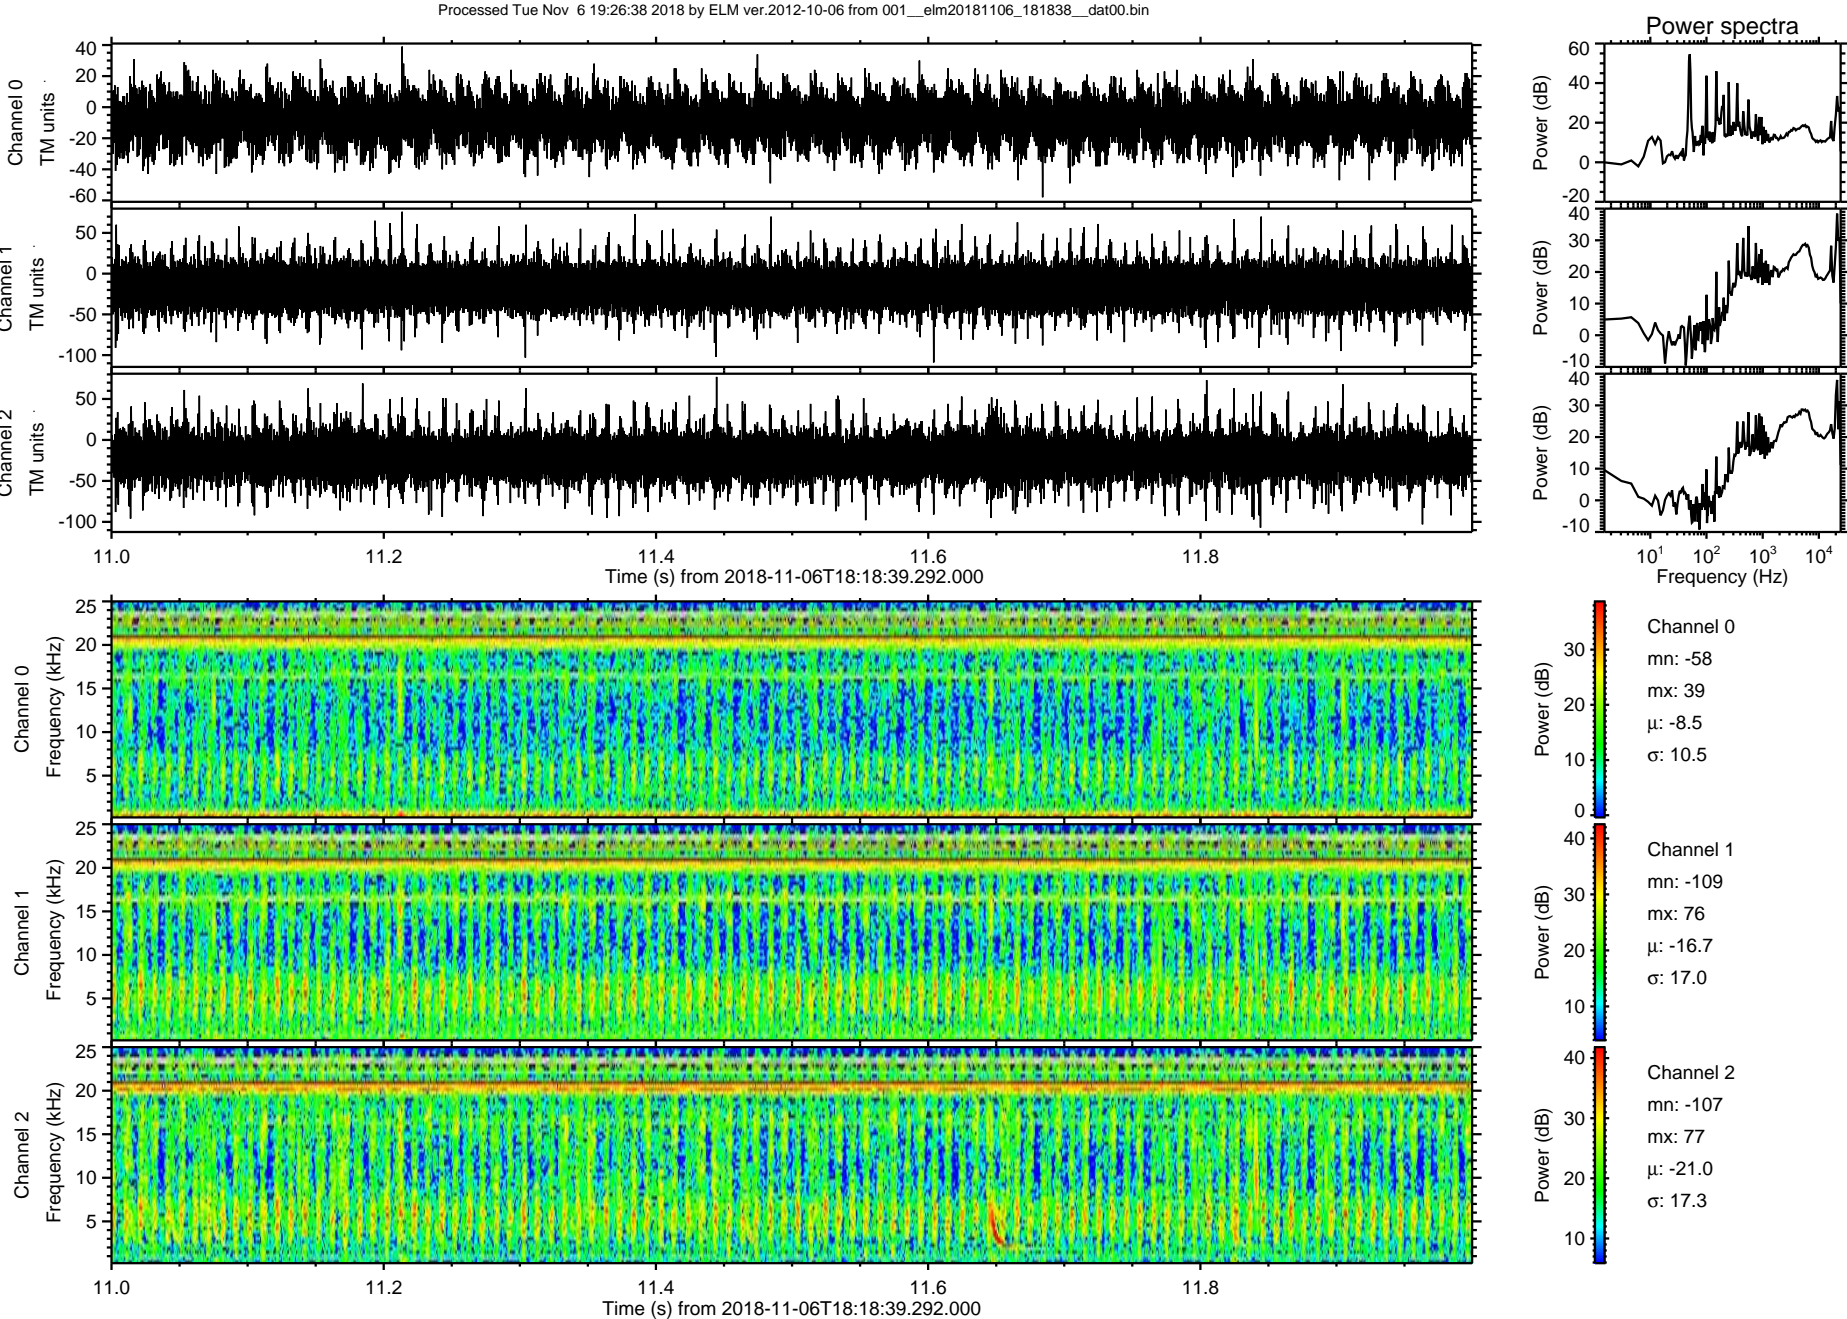 Processed Tue Nov 6 19:26:38 2018 by ELM ver.2012-10-06 from 001__elm20181106_181838__dat00.bin
Power spectra
Channel 0
TM units
40
20
0
-20
-40
-60
Power (dB)
60
40
20
0
-20
Channel 1
TM units
50
0
-50
-100
Power (dB)
40
30
20
10
0
-10
Channel 2
TM units
50
0
-50
-100
Power (dB)
40
30
20
10
0
-10
11.0 11.2 11.4 11.6 11.8
Time (s) from 2018-11-06T18:18:39.292.000
10^1 10^2 10^3 10^4
Frequency (Hz)
Channel 0
Frequency (kHz)
25
20
15
10
5
Power (dB)
30
20
10
0
Channel 0
mn: -58
mx: 39
μ: -8.5
σ: 10.5
Channel 1
Frequency (kHz)
25
20
15
10
5
Power (dB)
40
30
20
10
Channel 1
mn: -109
mx: 76
μ: -16.7
σ: 17.0
Channel 2
Frequency (kHz)
25
20
15
10
5
Power (dB)
40
30
20
10
Channel 2
mn: -107
mx: 77
μ: -21.0
σ: 17.3
11.0 11.2 11.4 11.6 11.8
Time (s) from 2018-11-06T18:18:39.292.000